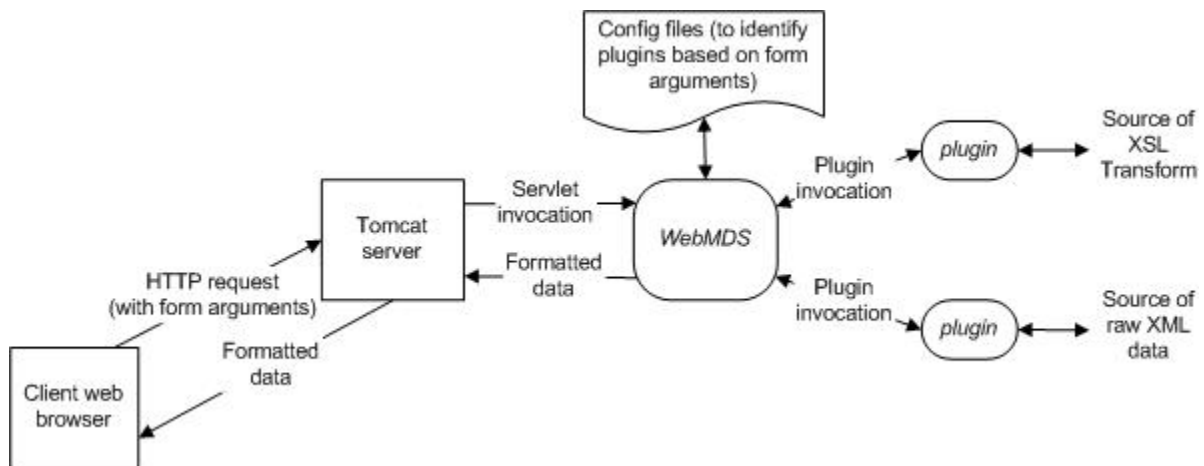 Config files (to identify
plugins based on form
arguments)
plugin
Source of
XSL
Transform
Plugin
invocation
Servlet
invocation
Tomcat
server
WebMDS
Formatted
data
HTTP request
(with form arguments)
Plugin
invocation
plugin
Source of
raw XML
data
Formatted
data
Client web
browser